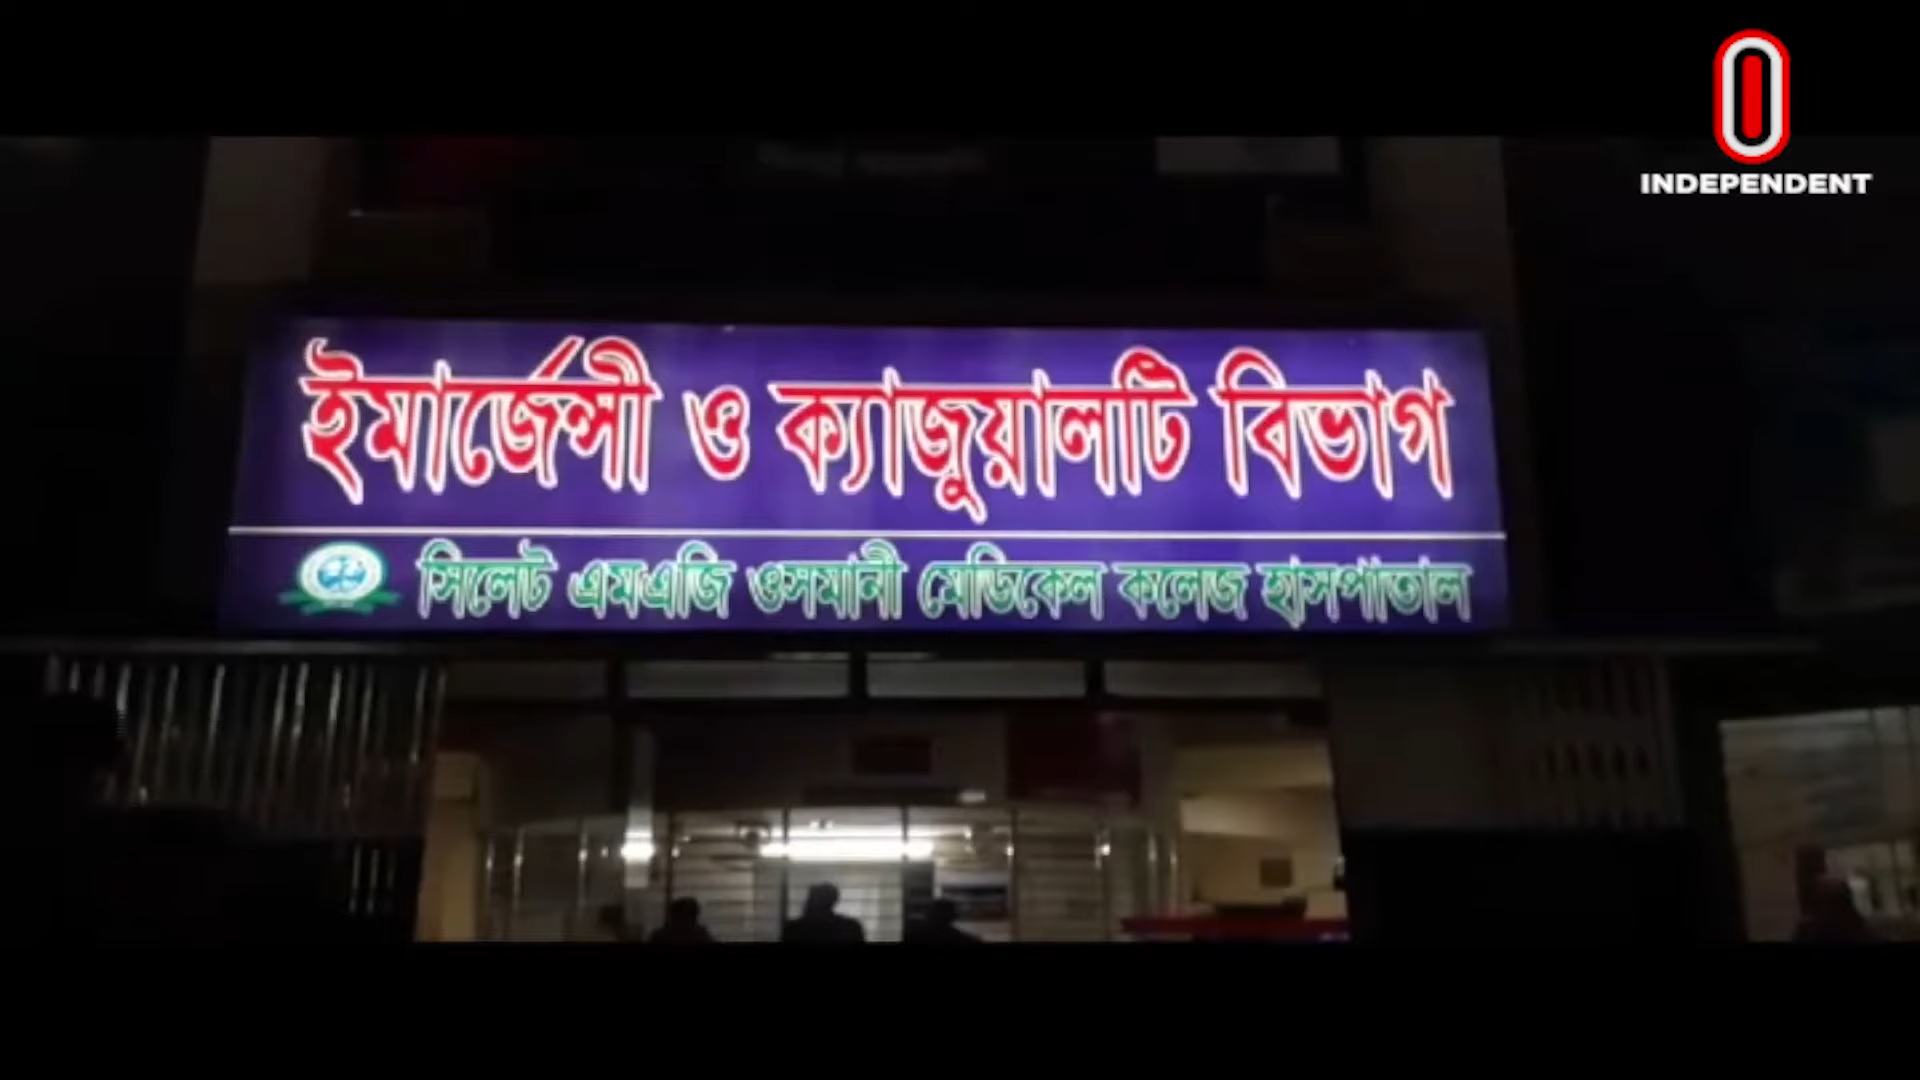 INDEPENDENT
ইমার্জেন্সী ও ক্যাজুয়ালটি বিভাগ
সিলেট এমএজি ওসমানী মেডিকেল কলেজ হাসপাতাল